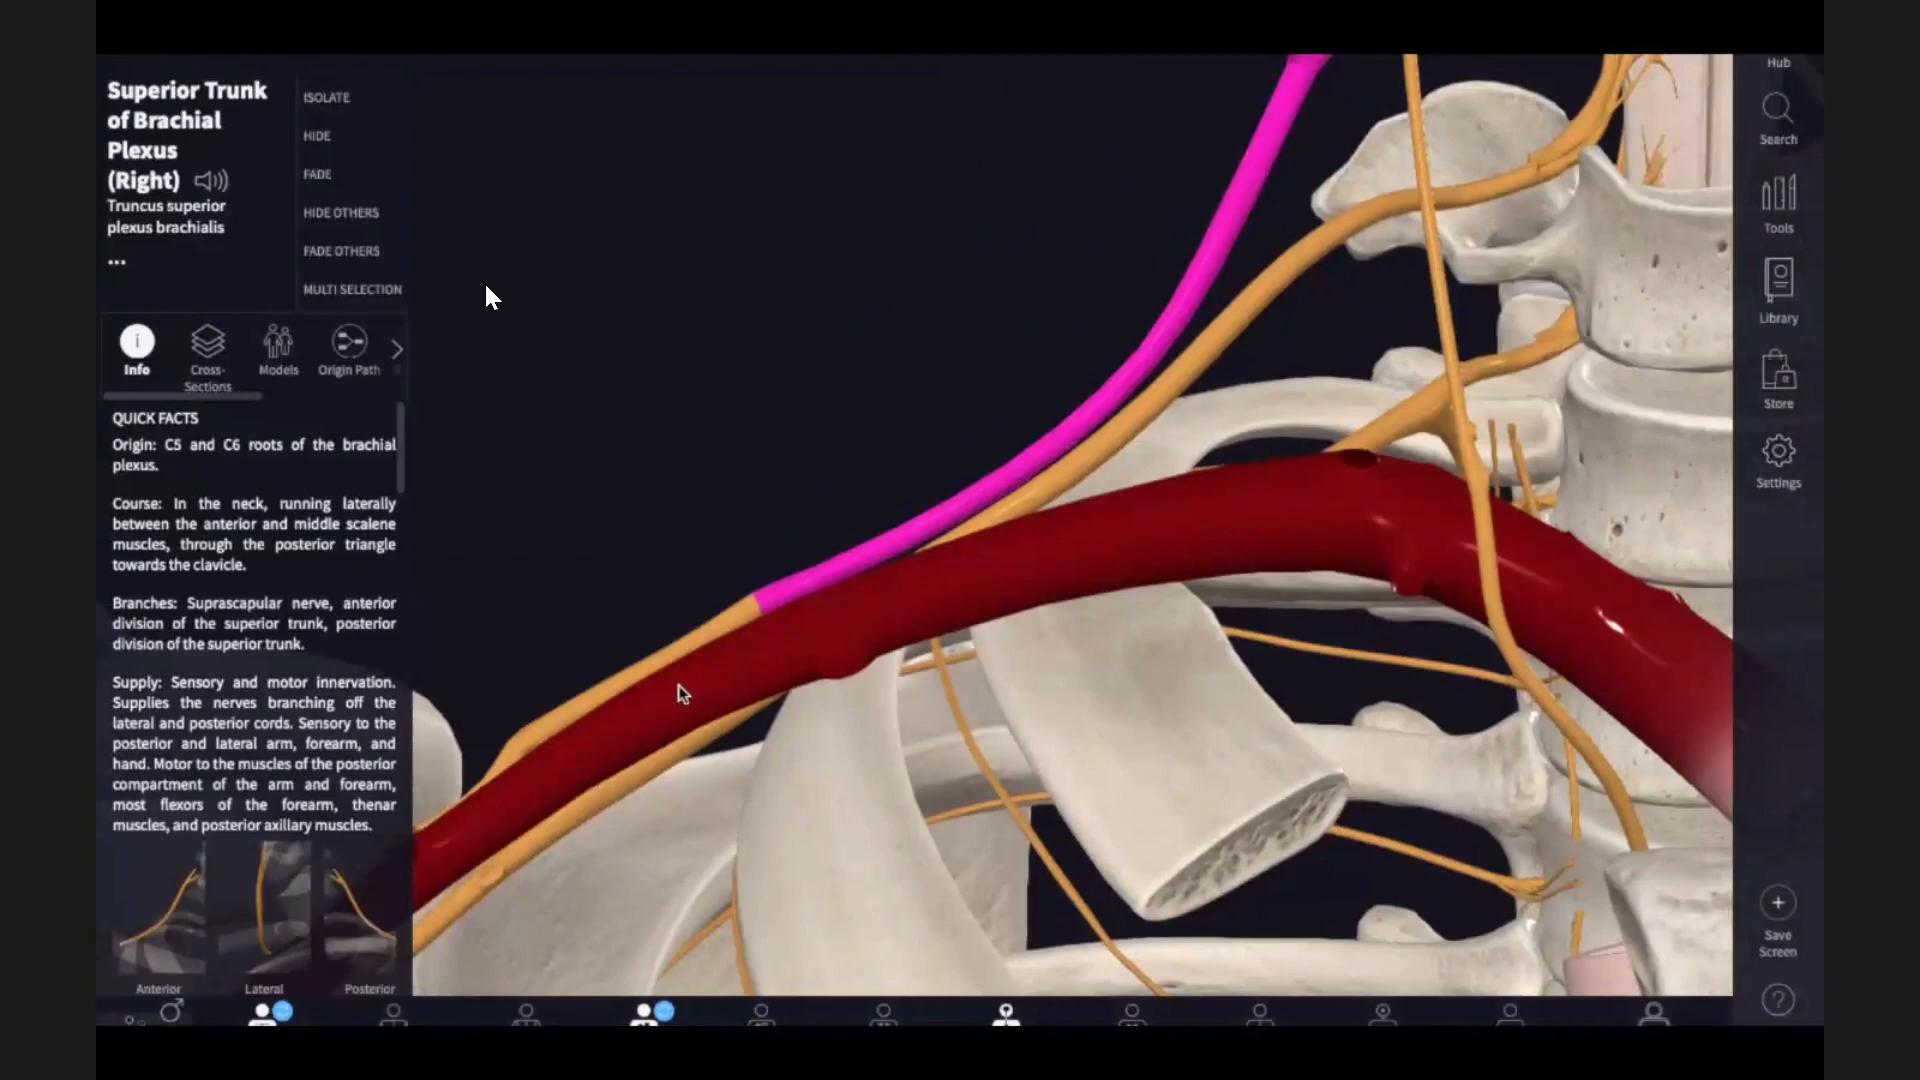 Superior Trunk
of Brachial
Plexus
(Right)
Truncus superior
plexus brachialis
...
ISOLATE
HIDE
FADE
HIDE OTHERS
FADE OTHERS
MULTI SELECTION
Info
Cross-
Sections
Models
Origin Path
QUICK FACTS
Origin: C5 and C6 roots of the brachial
plexus.
Course: In the neck, running laterally
between the anterior and middle scalene
muscles, through the posterior triangle
towards the clavicle.
Branches: Suprascapular nerve, anterior
division of the superior trunk, posterior
division of the superior trunk.
Supply: Sensory and motor innervation.
Supplies the nerves branching off the
lateral and posterior cords. Sensory to the
posterior and lateral arm, forearm, and
hand. Motor to the muscles of the posterior
compartment of the arm and forearm,
most flexors of the forearm, thenar
muscles, and posterior axillary muscles.
Anterior
Lateral
Posterior
Hub
Search
Tools
Library
Store
Settings
Save
Screen